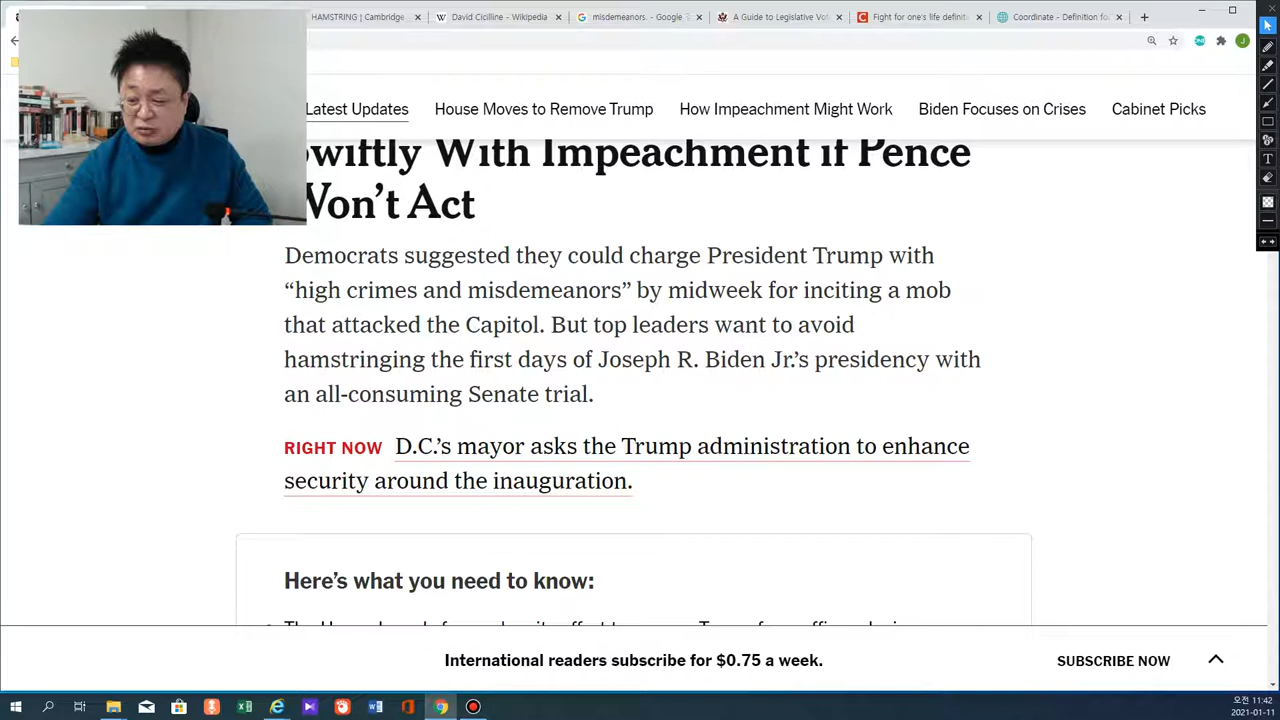 HAMSTRING | Cambridge
David Cicilline - Wikipedia
misdemeanors. - Google
A Guide to Legislative Vot
Fight for one's life definit
Coordinate - Definition fo
Latest Updates
House Moves to Remove Trump
How Impeachment Might Work
Biden Focuses on Crises
Cabinet Picks
Swiftly With Impeachment if Pence
Won't Act
Democrats suggested they could charge President Trump with
“high crimes and misdemeanors” by midweek for inciting a mob
that attacked the Capitol. But top leaders want to avoid
hamstringing the first days of Joseph R. Biden Jr.’s presidency with
an all-consuming Senate trial.
RIGHT NOW D.C.’s mayor asks the Trump administration to enhance
security around the inauguration.
Here’s what you need to know:
International readers subscribe for $0.75 a week.
SUBSCRIBE NOW
오전 11:42
2021-01-11